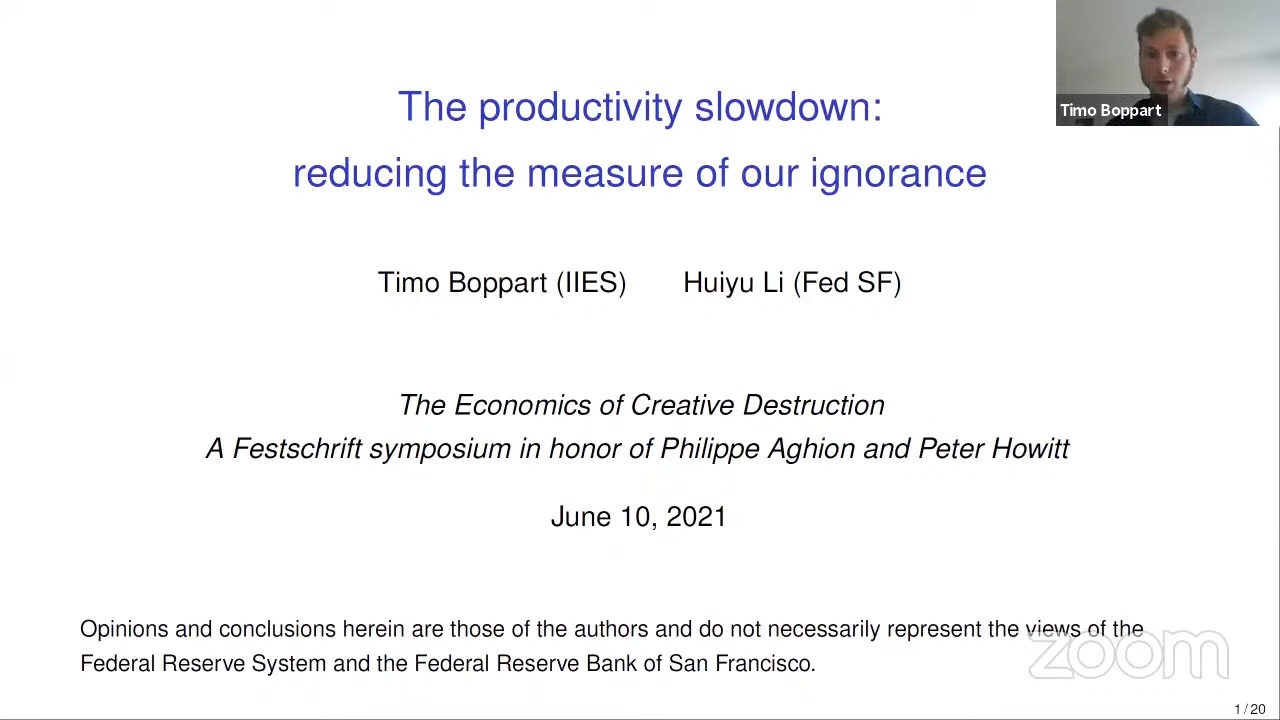 The productivity slowdown:
reducing the measure of our ignorance
Timo Boppart
Timo Boppart (IIES) Huiyu Li (Fed SF)
The Economics of Creative Destruction
A Festschrift symposium in honor of Philippe Aghion and Peter Howitt
June 10, 2021
Opinions and conclusions herein are those of the authors and do not necessarily represent the views of the
Federal Reserve System and the Federal Reserve Bank of San Francisco.
zoom
1 / 20